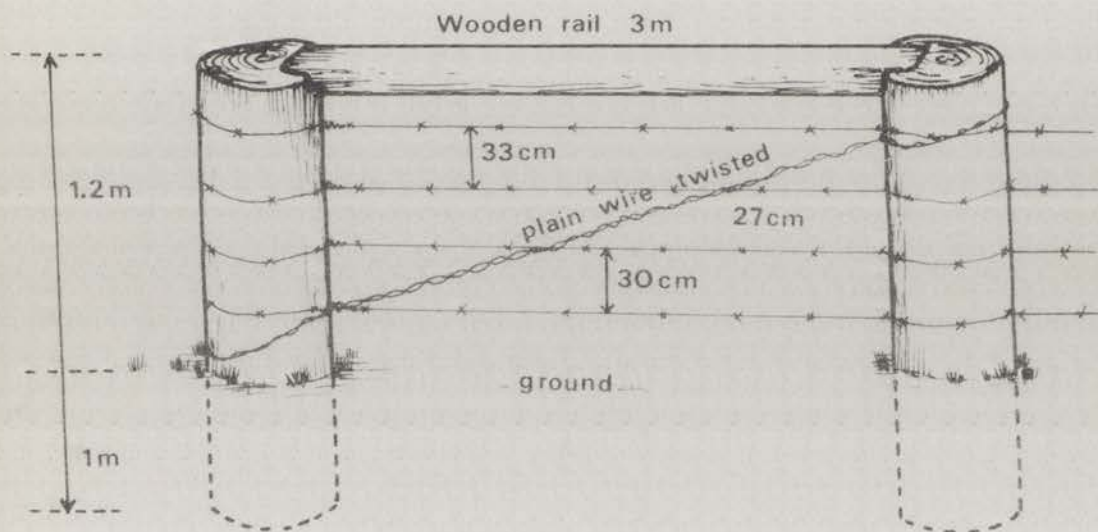 Wooden rail 3m
33cm
1.2m
plain wire twisted
27cm
30cm
ground
1m